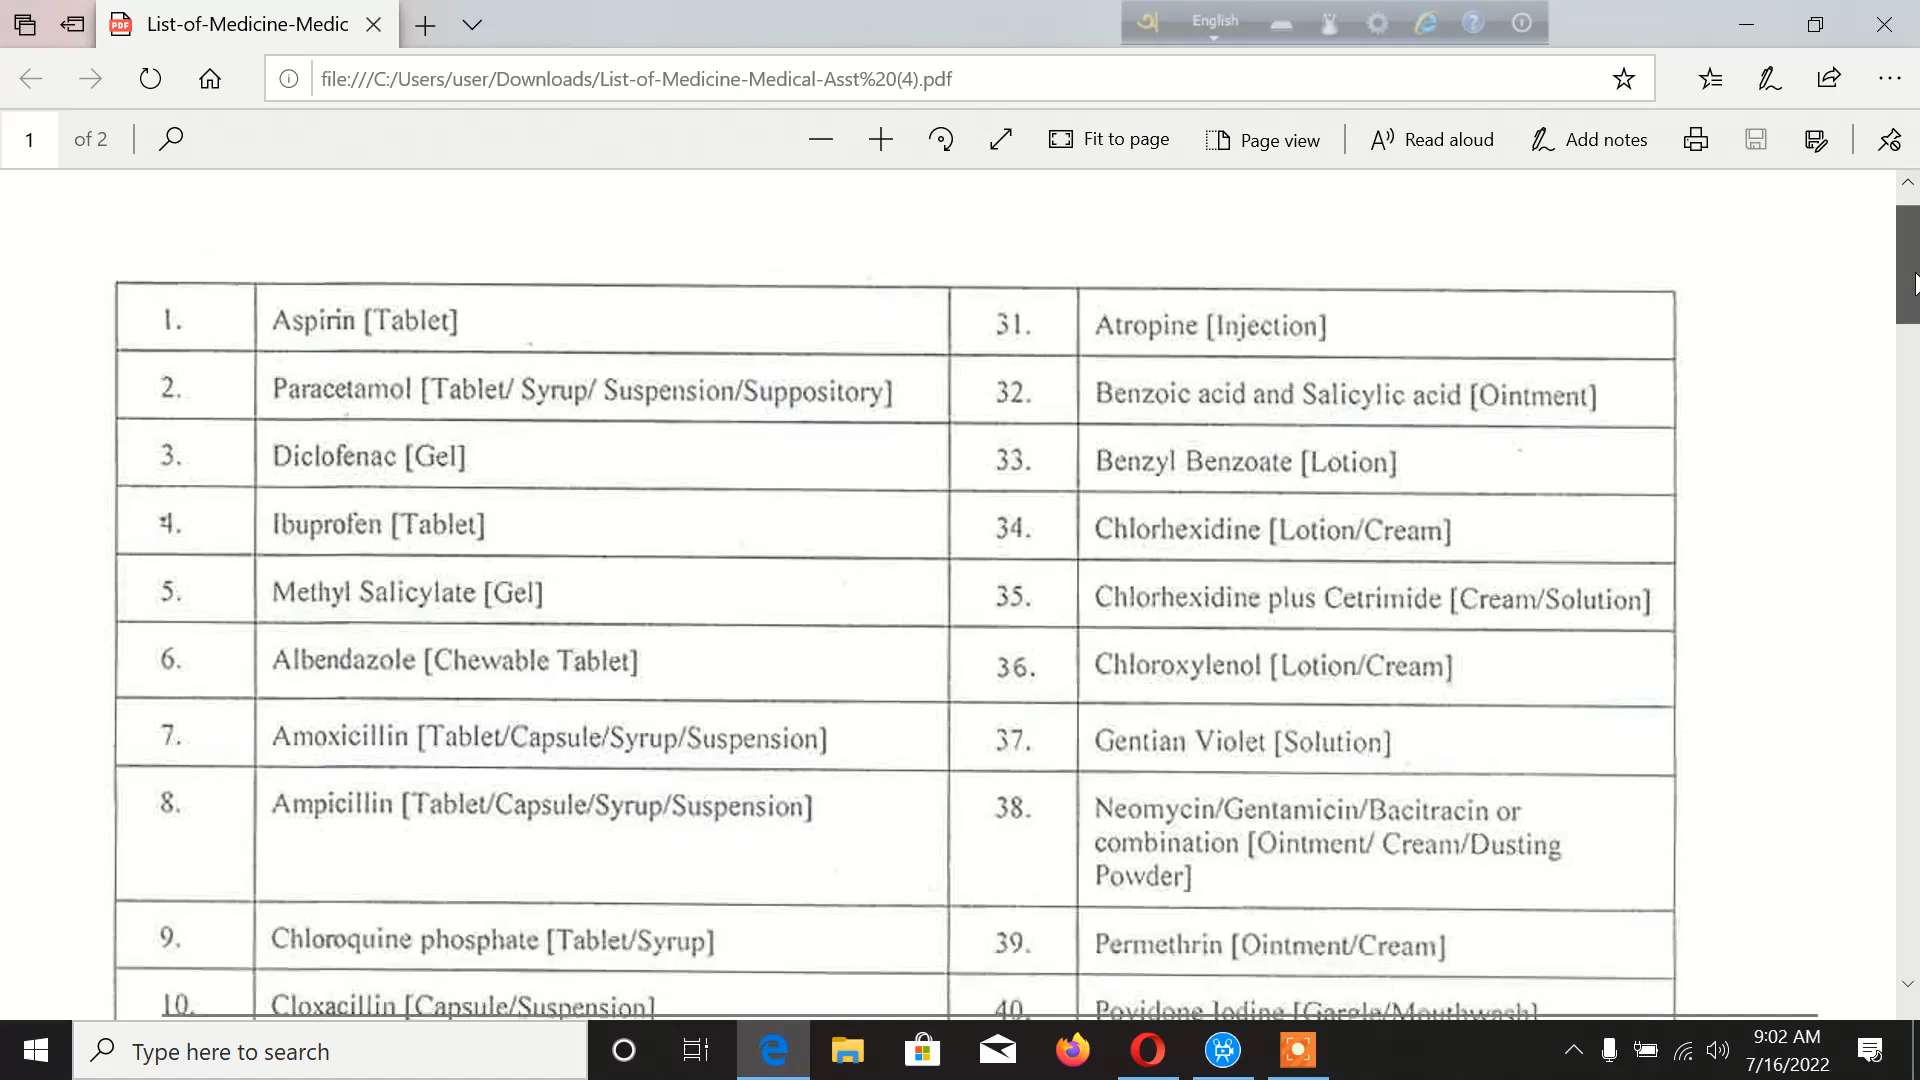 List-of-Medicine-Medic
English
file:///C:/Users/user/Downloads/List-of-Medicine-Medical-Asst%20(4).pdf
1 of 2
Fit to page
Page view
Read aloud
Add notes
1. Aspirin [Tablet] 31. Atropine [Injection]
2. Paracetamol [Tablet/ Syrup/ Suspension/Suppository] 32. Benzoic acid and Salicylic acid [Ointment]
3. Diclofenac [Gel] 33. Benzyl Benzoate [Lotion]
4. Ibuprofen [Tablet] 34. Chlorhexidine [Lotion/Cream]
5. Methyl Salicylate [Gel] 35. Chlorhexidine plus Cetrimide [Cream/Solution]
6. Albendazole [Chewable Tablet] 36. Chloroxylenol [Lotion/Cream]
7. Amoxicillin [Tablet/Capsule/Syrup/Suspension] 37. Gentian Violet [Solution]
8. Ampicillin [Tablet/Capsule/Syrup/Suspension] 38. Neomycin/Gentamicin/Bacitracin or
combination [Ointment/ Cream/Dusting
Powder]
9. Chloroquine phosphate [Tablet/Syrup] 39. Permethrin [Ointment/Cream]
10. Cloxacillin [Capsule/Suspension] 40. Povidone Iodine [Gargle/Mouthwash]
Type here to search
9:02 AM
7/16/2022